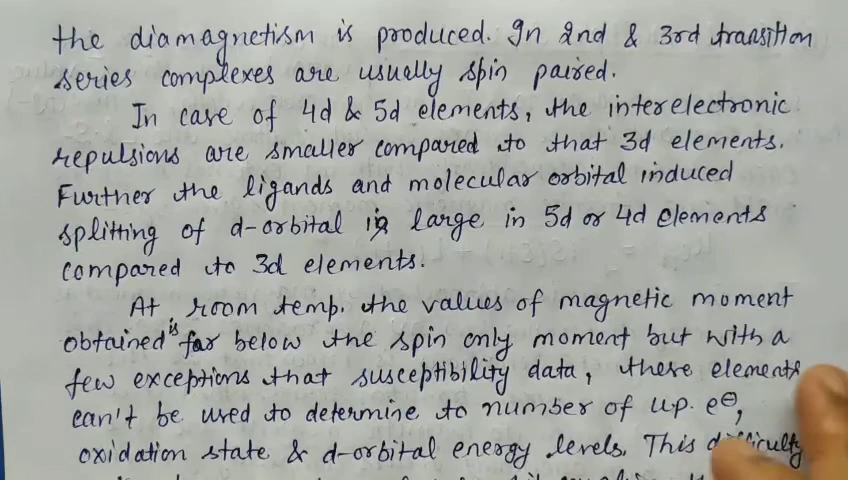 the diamagnetism is produced. In 2nd & 3rd transition
series complexes are usually spin paired.
In case of 4d & 5d elements, the interelectronic
repulsions are smaller compared to that 3d elements.
Further the ligands and molecular orbital induced
splitting of d-orbital is large in 5d or 4d elements
compared to 3d elements.
At room temp. the values of magnetic moment
obtained is far below the spin only moment but with a
few exceptions that susceptibility data, these elements
can't be used to determine to number of up. e⊖,
oxidation state & d-orbital energy levels. This difficulty